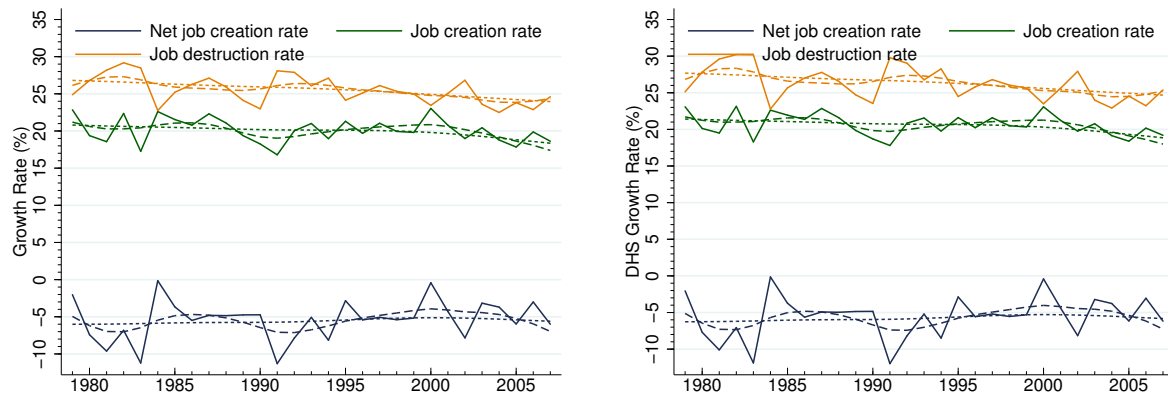 Net job creation rate Job creation rate
Job destruction rate
Growth Rate (%)
35
30
25
20
15
10
5
0
−5
−10
1980 1985 1990 1995 2000 2005
Net job creation rate Job creation rate
Job destruction rate
DHS Growth Rate (%)
35
30
25
20
15
10
5
0
−5
−10
1980 1985 1990 1995 2000 2005